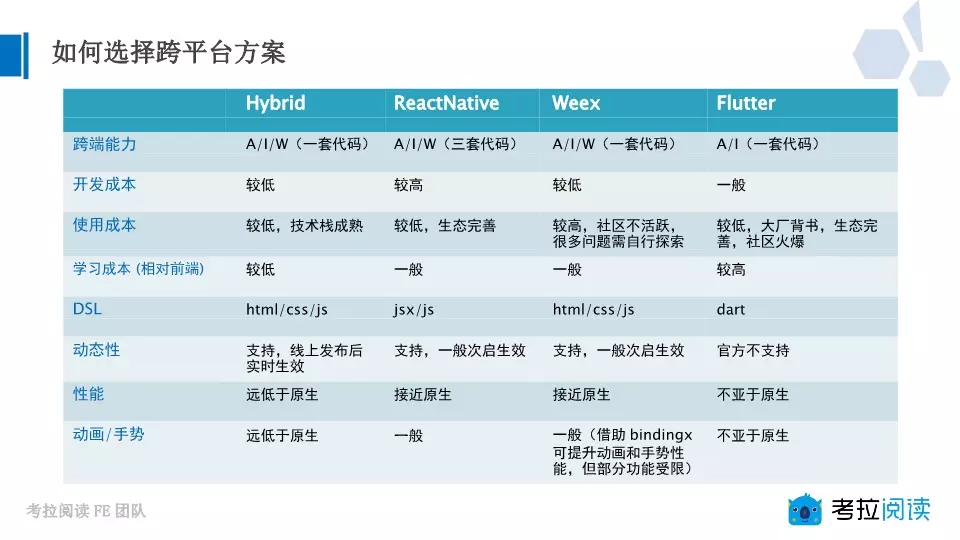 如何选择跨平台方案
Hybrid ReactNative Weex Flutter
跨端能力 A/I/W（一套代码） A/I/W（三套代码） A/I/W（一套代码） A/I（一套代码）
开发成本 较低 较高 较低 一般
使用成本 较低，技术栈成熟 较低，生态完善 较高，社区不活跃， 较低，大厂背书，生态完
很多问题需自行探索 善，社区火爆
学习成本 (相对前端) 较低 一般 一般 较高
DSL html/css/js jsx/js html/css/js dart
动态性 支持，线上发布后 支持，一般次启生效 支持，一般次启生效 官方不支持
实时生效
性能 远低于原生 接近原生 接近原生 不亚于原生
动画/手势 远低于原生 一般 一般（借助 bindingx 不亚于原生
可提升动画和手势性
能，但部分功能受限）
考拉阅读 FE 团队
考拉阅读